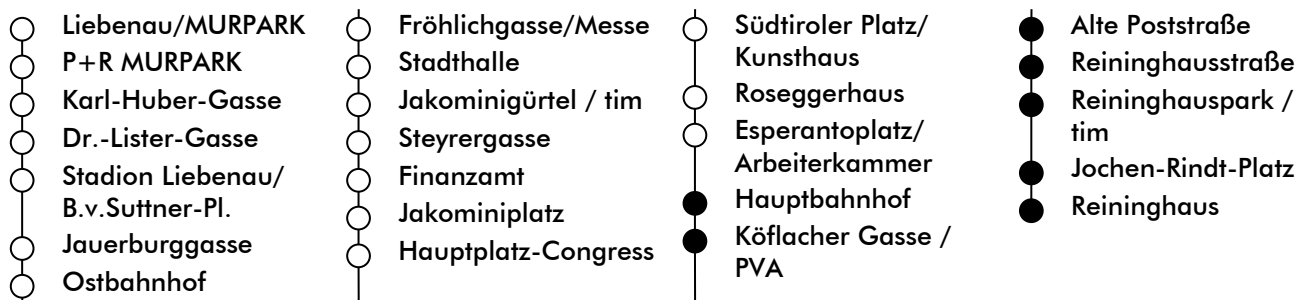 Liebenau/MURPARK
P+R MURPARK
Karl-Huber-Gasse
Dr.-Lister-Gasse
Stadion Liebenau/
B.v.Suttner-Pl.
Jauerburggasse
Ostbahnhof
Fröhlichgasse/Messe
Stadthalle
Jakominigürtel / tim
Steyrergasse
Finanzamt
Jakominiplatz
Hauptplatz-Congress
Südtiroler Platz/
Kunsthaus
Roseggerhaus
Esperantoplatz/
Arbeiterkammer
Hauptbahnhof
Köflacher Gasse /
PVA
Alte Poststraße
Reininghausstraße
Reininghauspark /
tim
Jochen-Rindt-Platz
Reininghaus